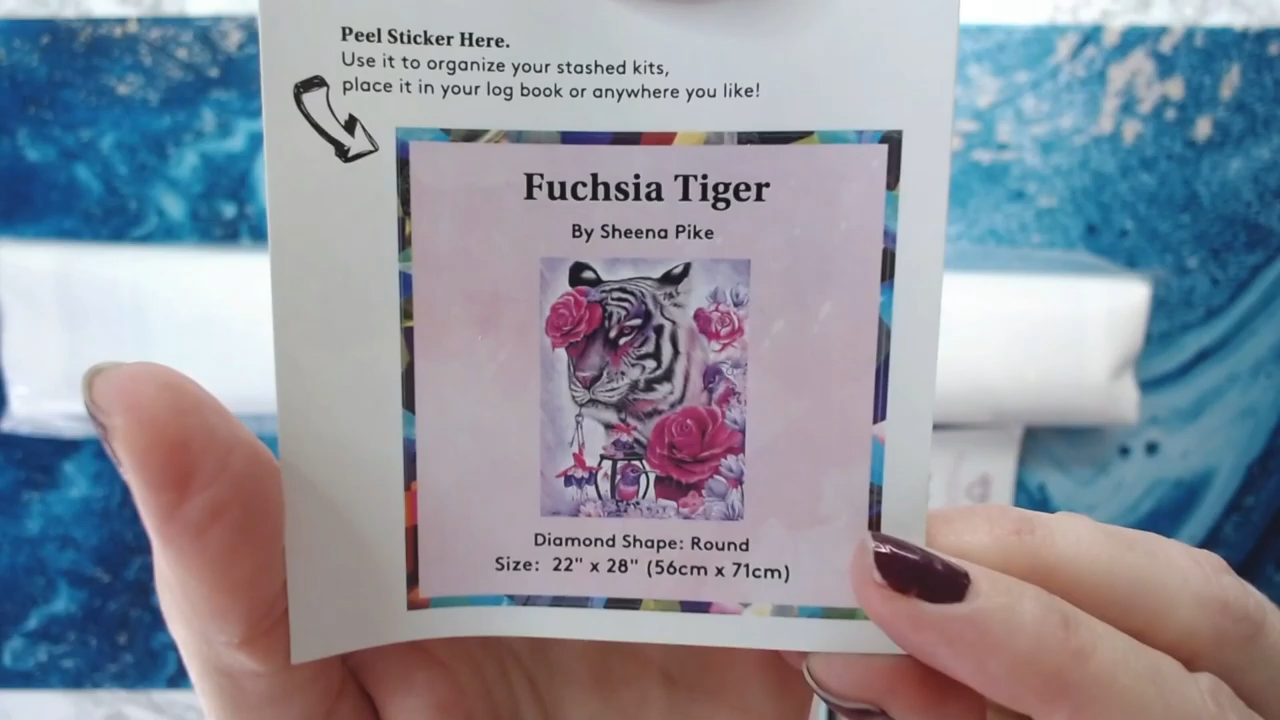 Peel Sticker Here.
Use it to organize your stashed kits,
place it in your log book or anywhere you like!
Fuchsia Tiger
By Sheena Pike
Diamond Shape: Round
Size: 22" x 28" (56cm x 71cm)